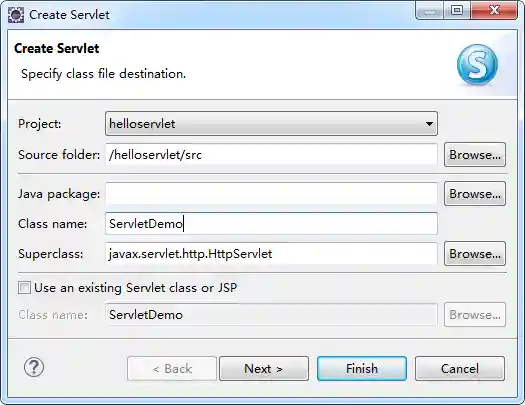 Create Servlet
Create Servlet
Specify class file destination.
S
Project: helloservlet
Source folder: /helloservlet/src Browse...
Java package: Browse...
Class name: ServletDemo
Superclass: javax.servlet.http.HttpServlet Browse...
Use an existing Servlet class or JSP
Class name: ServletDemo Browse...
? < Back Next > Finish Cancel